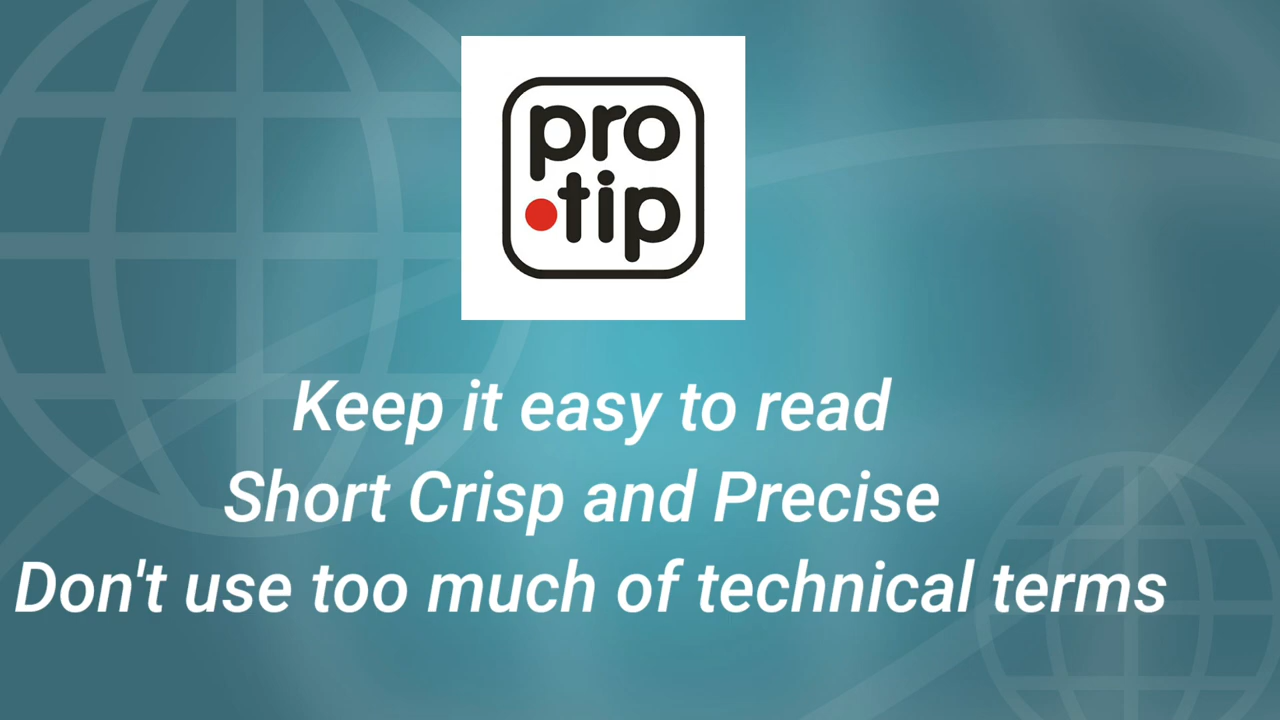 pro
.tip
Keep it easy to read
Short Crisp and Precise
Don't use too much of technical terms